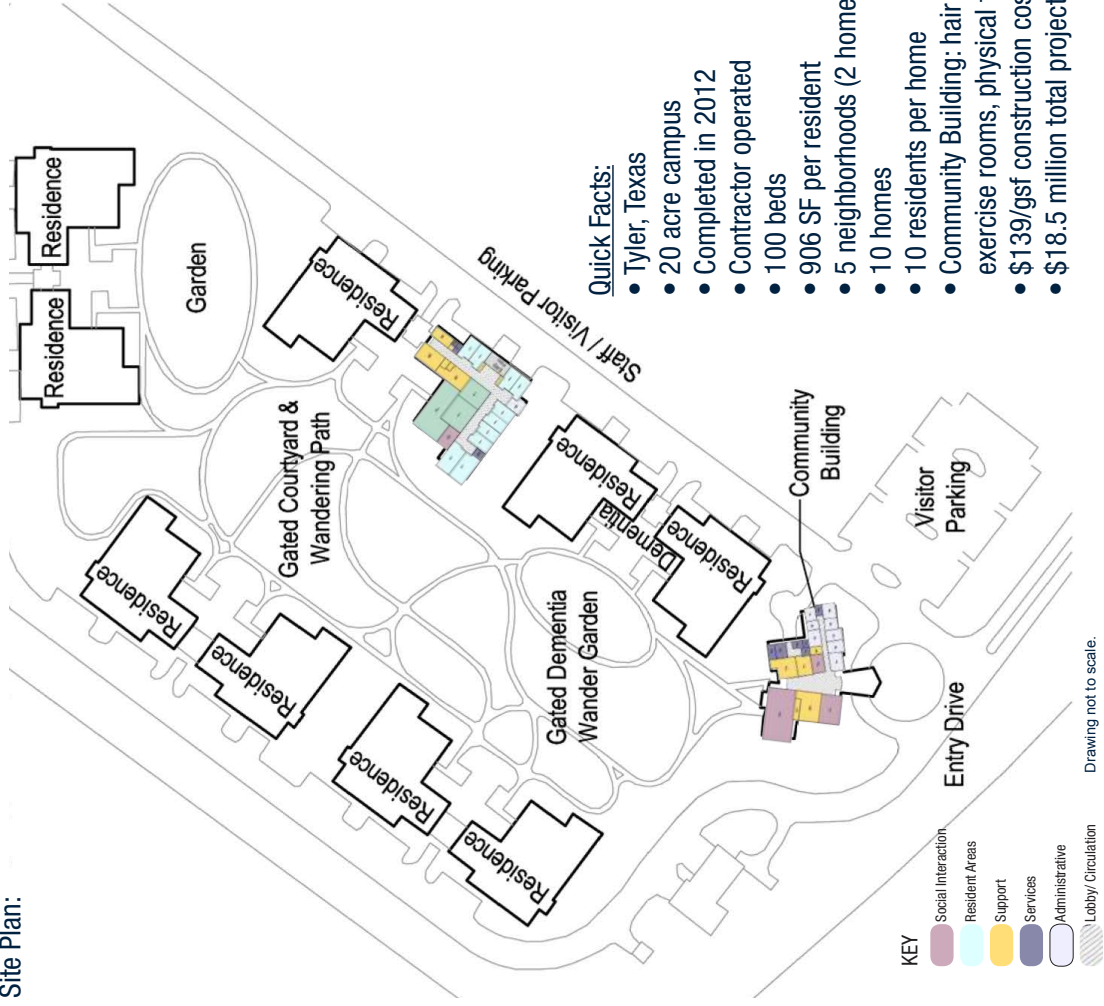 Site Plan:
Residence
Residence
Garden
Residence
Staff / Visitor Parking
Gated Courtyard &
Wandering Path
Residence
Residence
Residence
Residence
Residence
Dementia
Residence
Gated Dementia
Wander Garden
Community
Building
Visitor
Parking
Entry Drive
Quick Facts:
• Tyler, Texas
• 20 acre campus
• Completed in 2012
• Contractor operated
• 100 beds
• 906 SF per resident
• 5 neighborhoods (2 home
• 10 homes
• 10 residents per home
• Community Building: hair
exercise rooms, physical
• $139/gsf construction cos
• $18.5 million total project
KEY
Social Interaction
Resident Areas
Support
Services
Administrative
Lobby/ Circulation
Drawing not to scale.